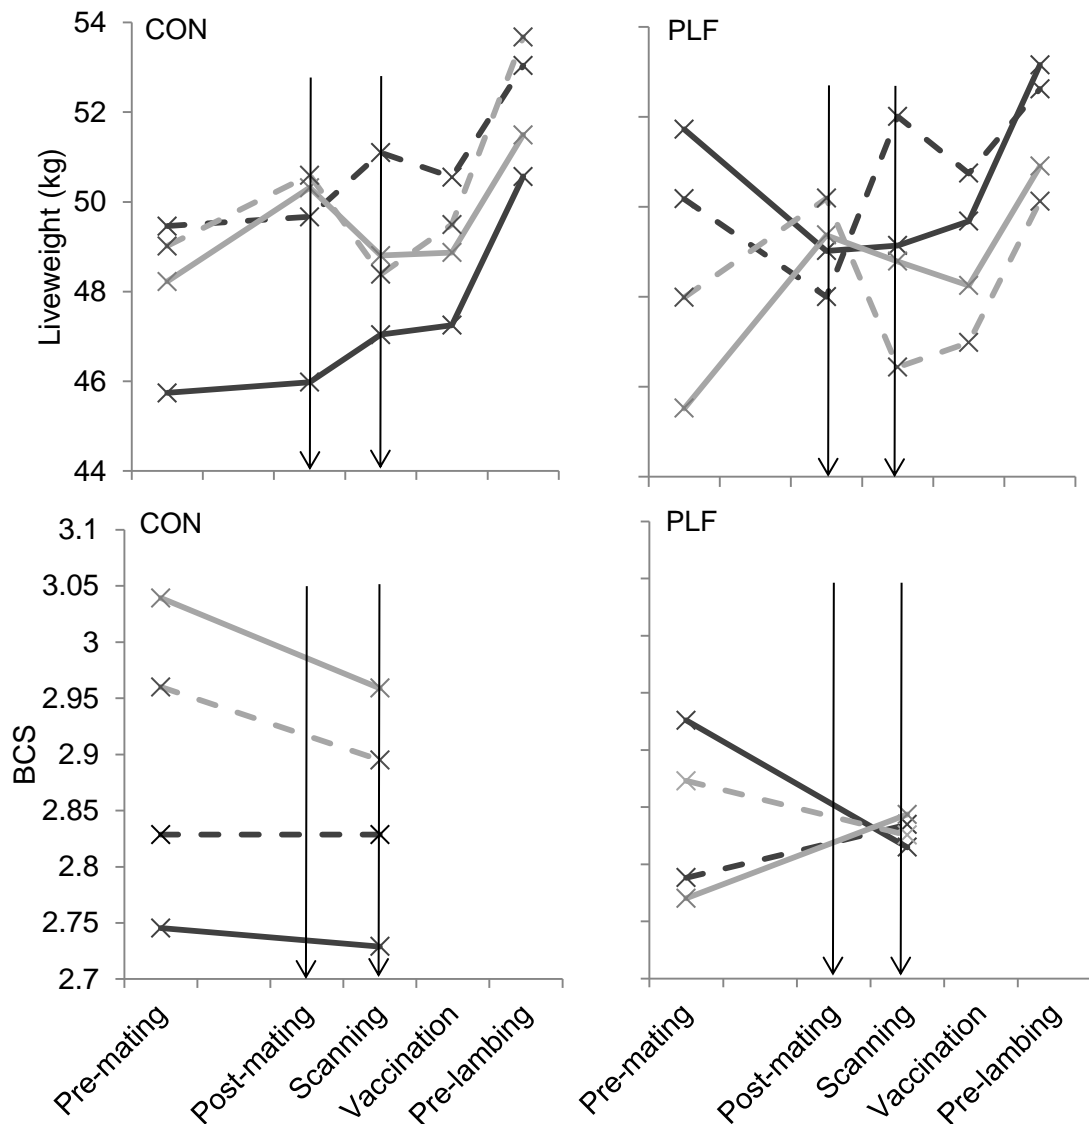 CON
PLF
54
52
50
48
46
44
Liveweight (kg)
CON
PLF
3.1
3.05
3
2.95
2.9
2.85
2.8
2.75
2.7
BCS
Pre-mating
Post-mating
Scanning
Vaccination
Pre-lambing
Pre-mating
Post-mating
Scanning
Vaccination
Pre-lambing